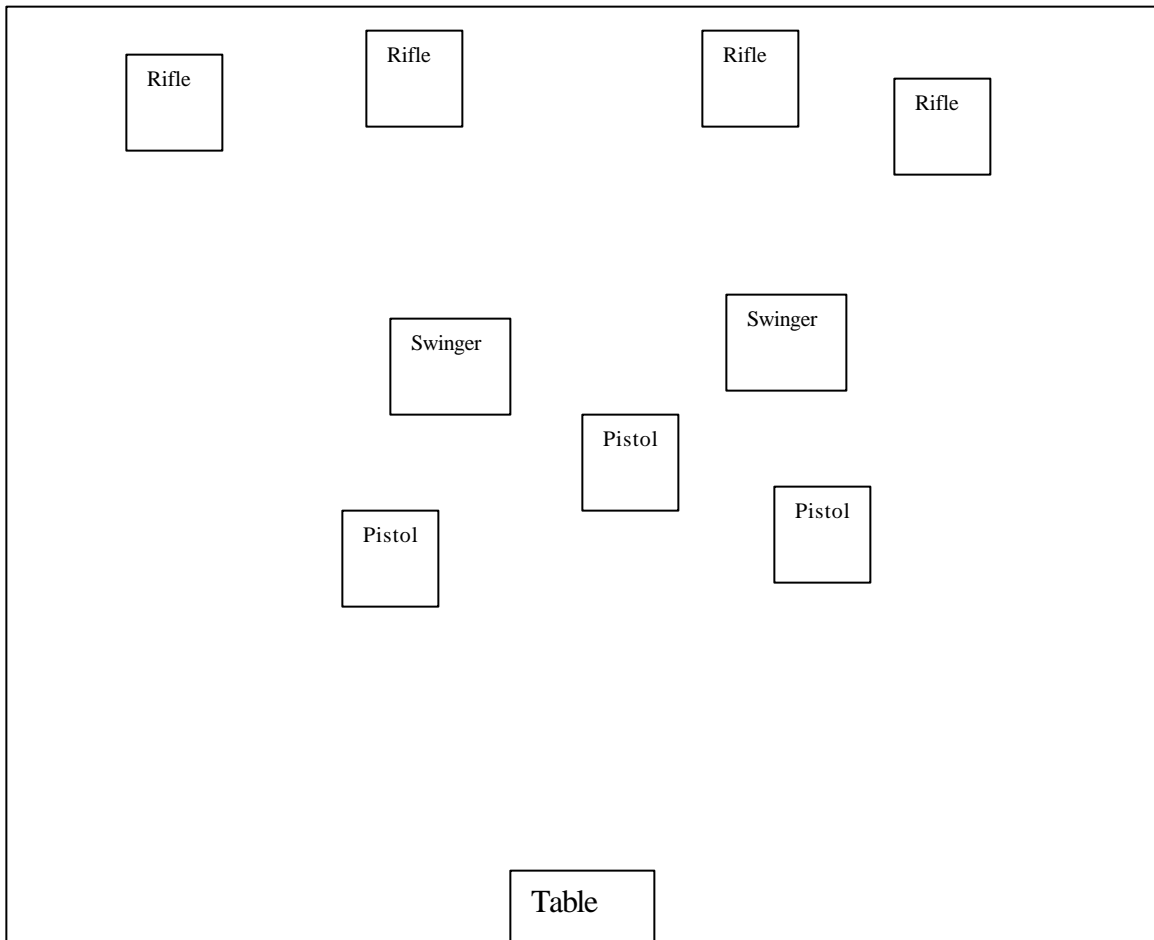 Rifle
Rifle
Rifle
Rifle
Swinger
Swinger
Pistol
Pistol
Pistol
Table